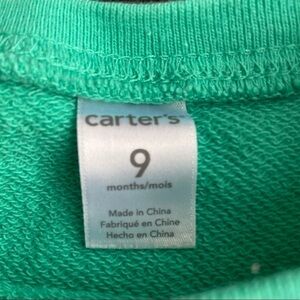 carter's
9
months/mois
Made in China
Fabriqué en Chine
Hecho en China